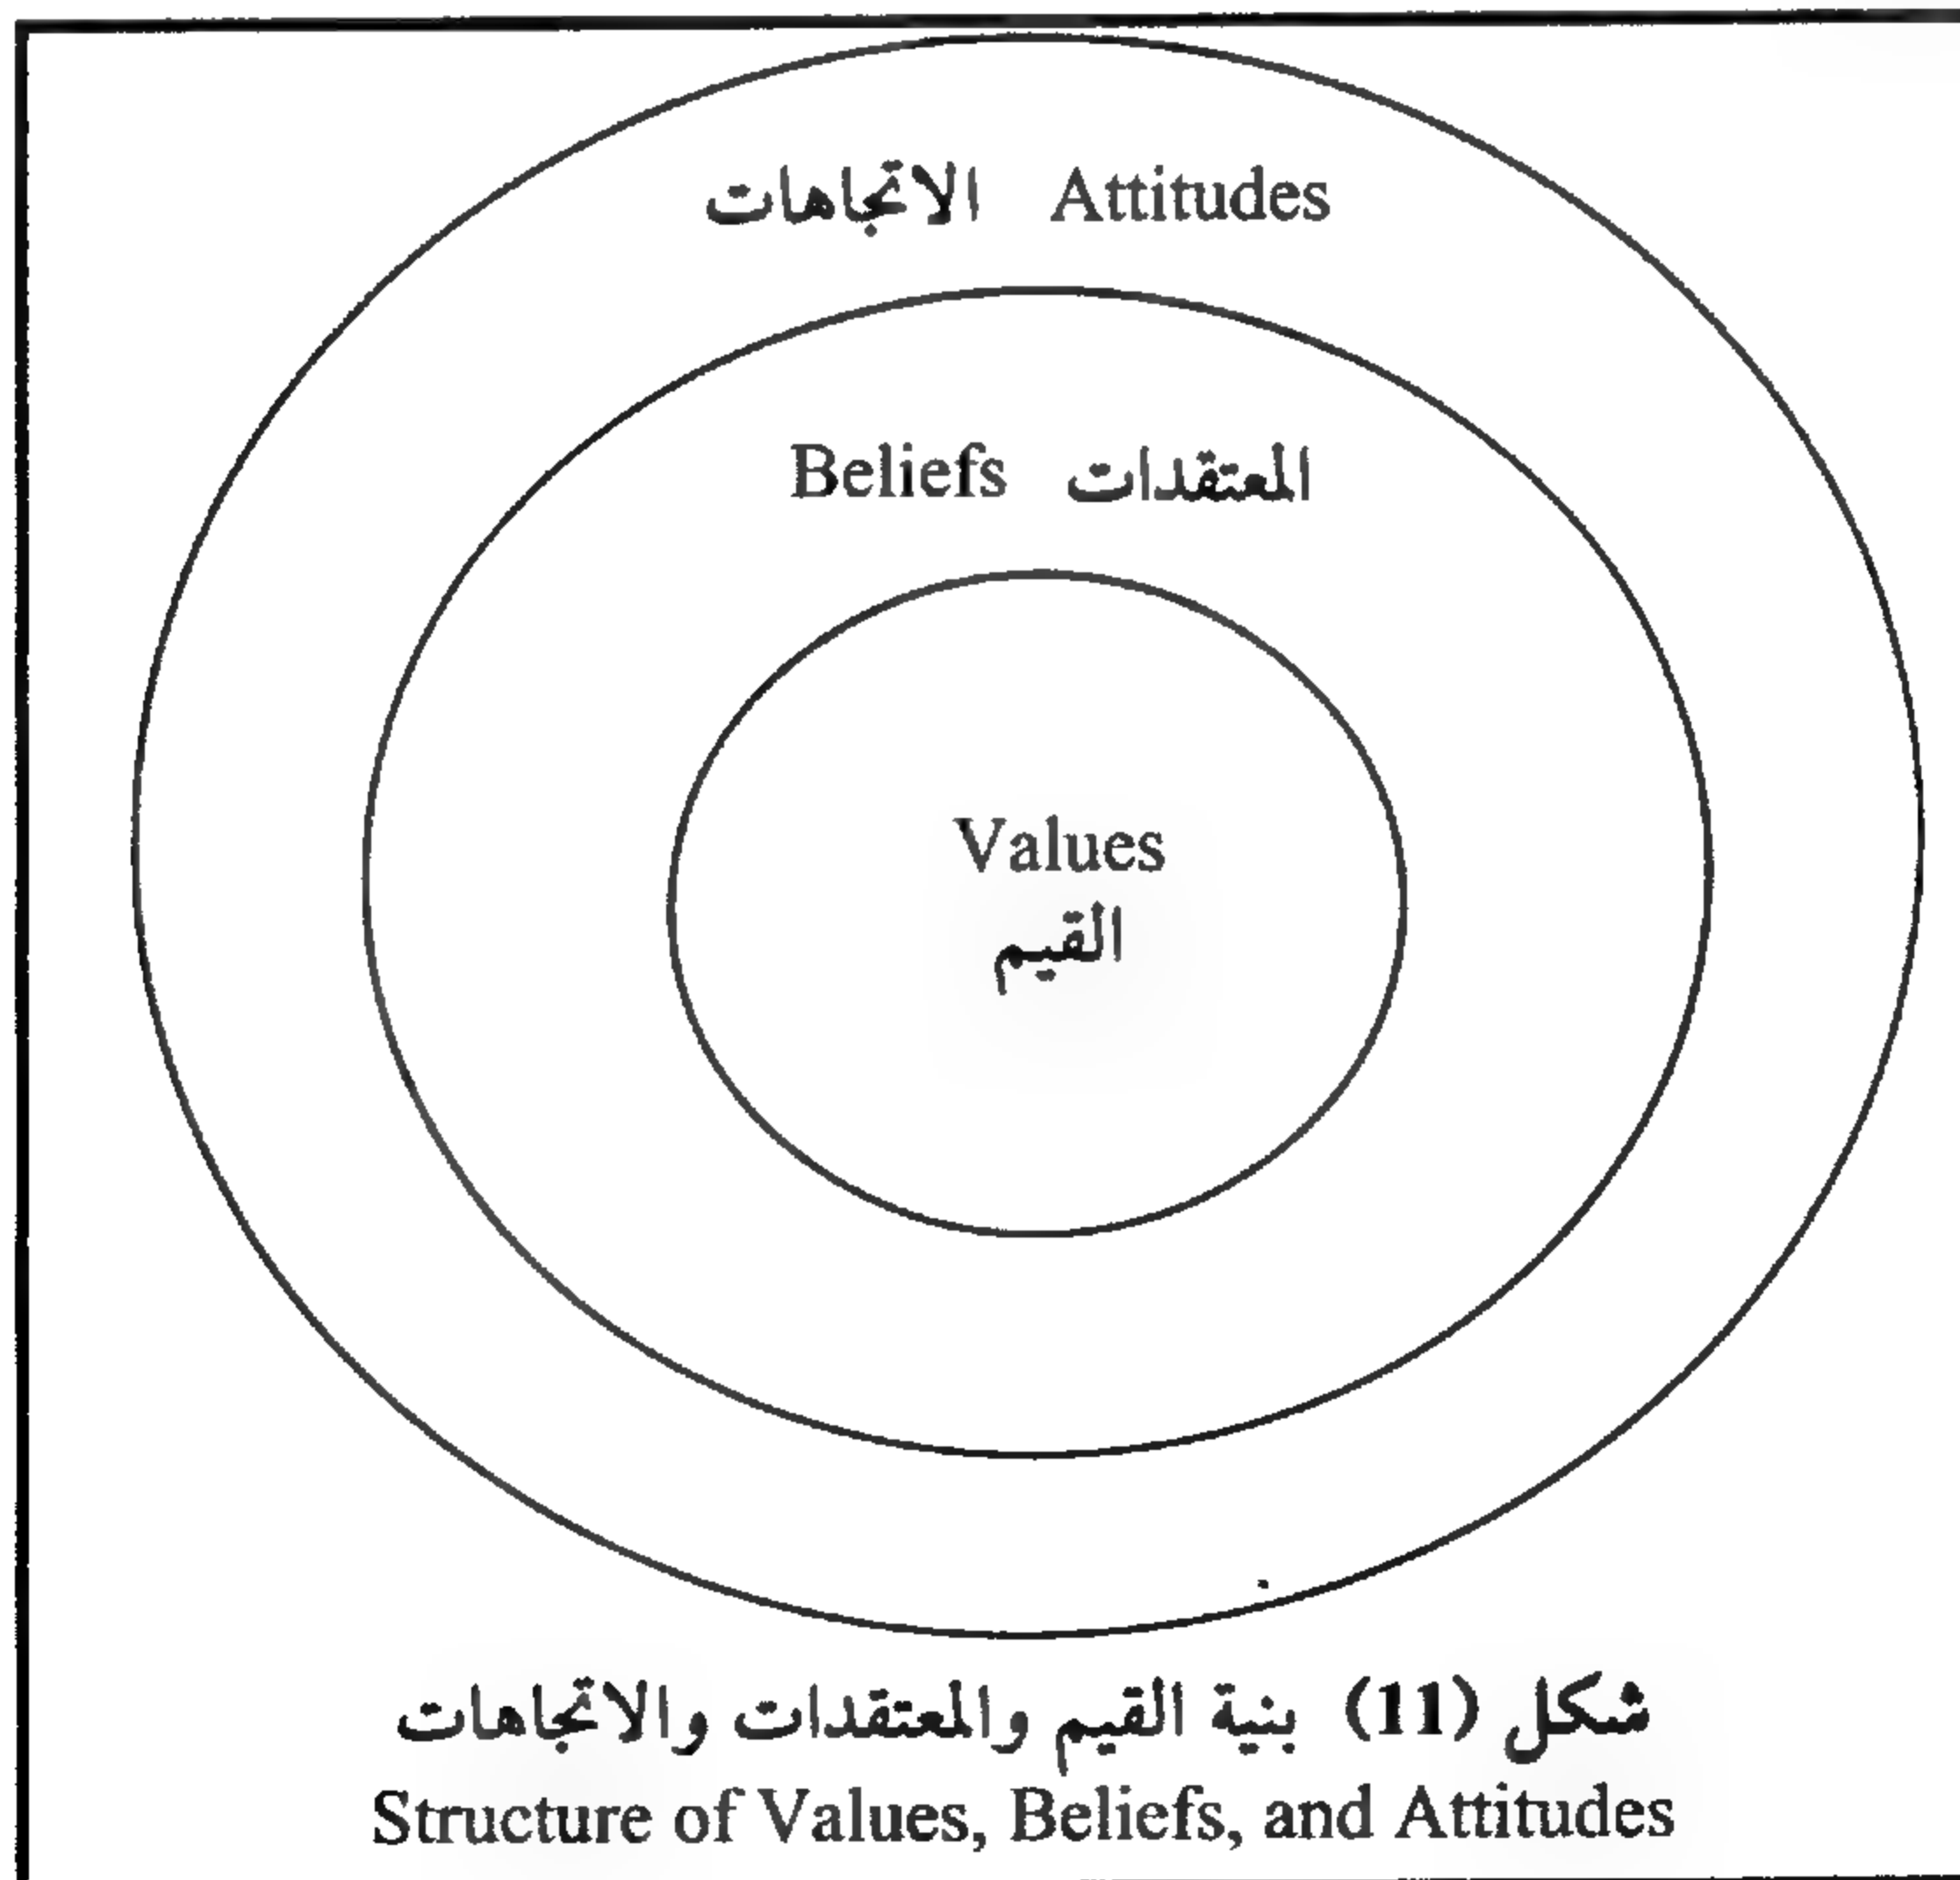 الاتجاهات Attitudes
Beliefs المعتقدات
Values
القيم
شكل (11) بنية القيم والمعتقدات والاتجاهات
Structure of Values, Beliefs, and Attitudes